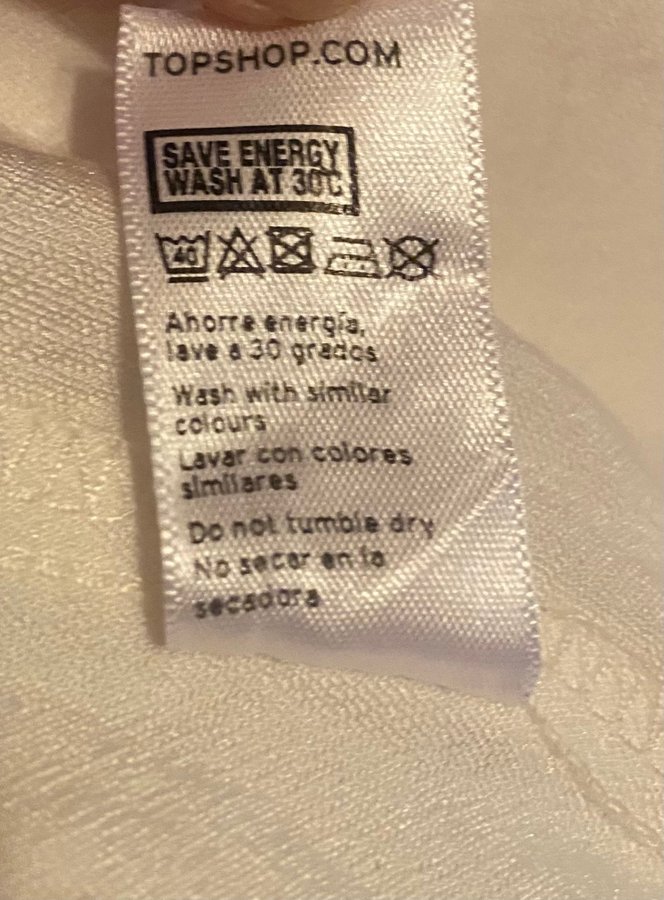 TOPSHOP.COM
SAVE ENERGY
WASH AT 30C
40
Ahorre energía,
lave a 30 grados
Wash with similar
colours
Lavar con colores
similares
Do not tumble dry
No secar en la
secadora